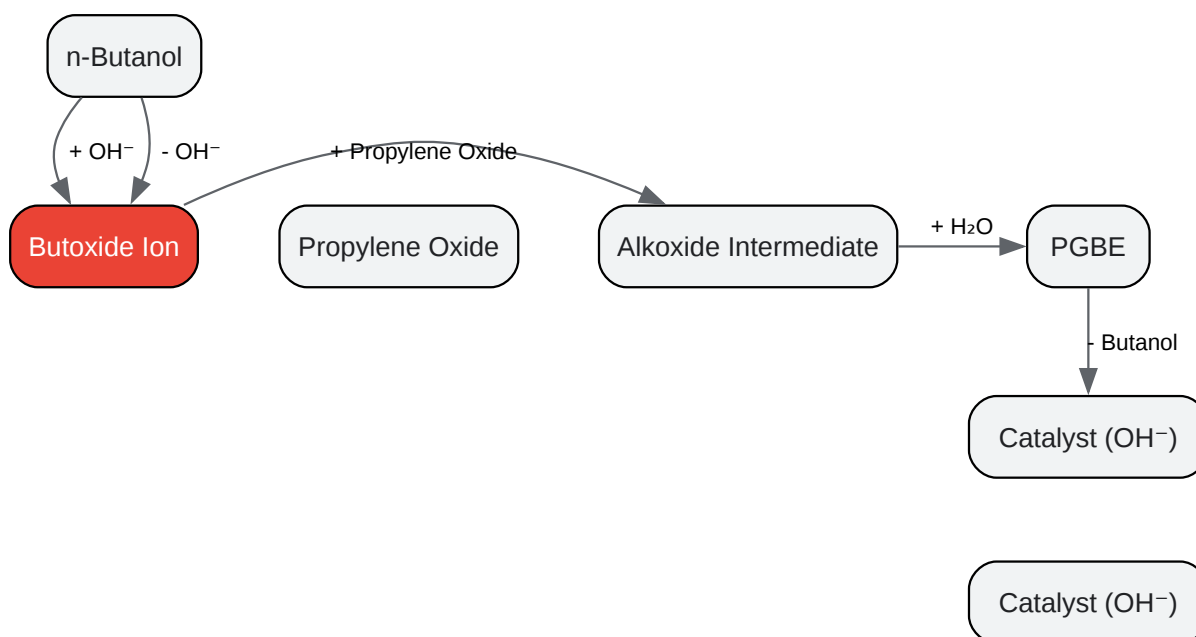 n-Butanol
+ OH⁻
- OH⁻
+ Propylene Oxide
Butoxide Ion
Propylene Oxide
Alkoxide Intermediate
+ H₂O
PGBE
- Butanol
Catalyst (OH⁻)
Catalyst (OH⁻)